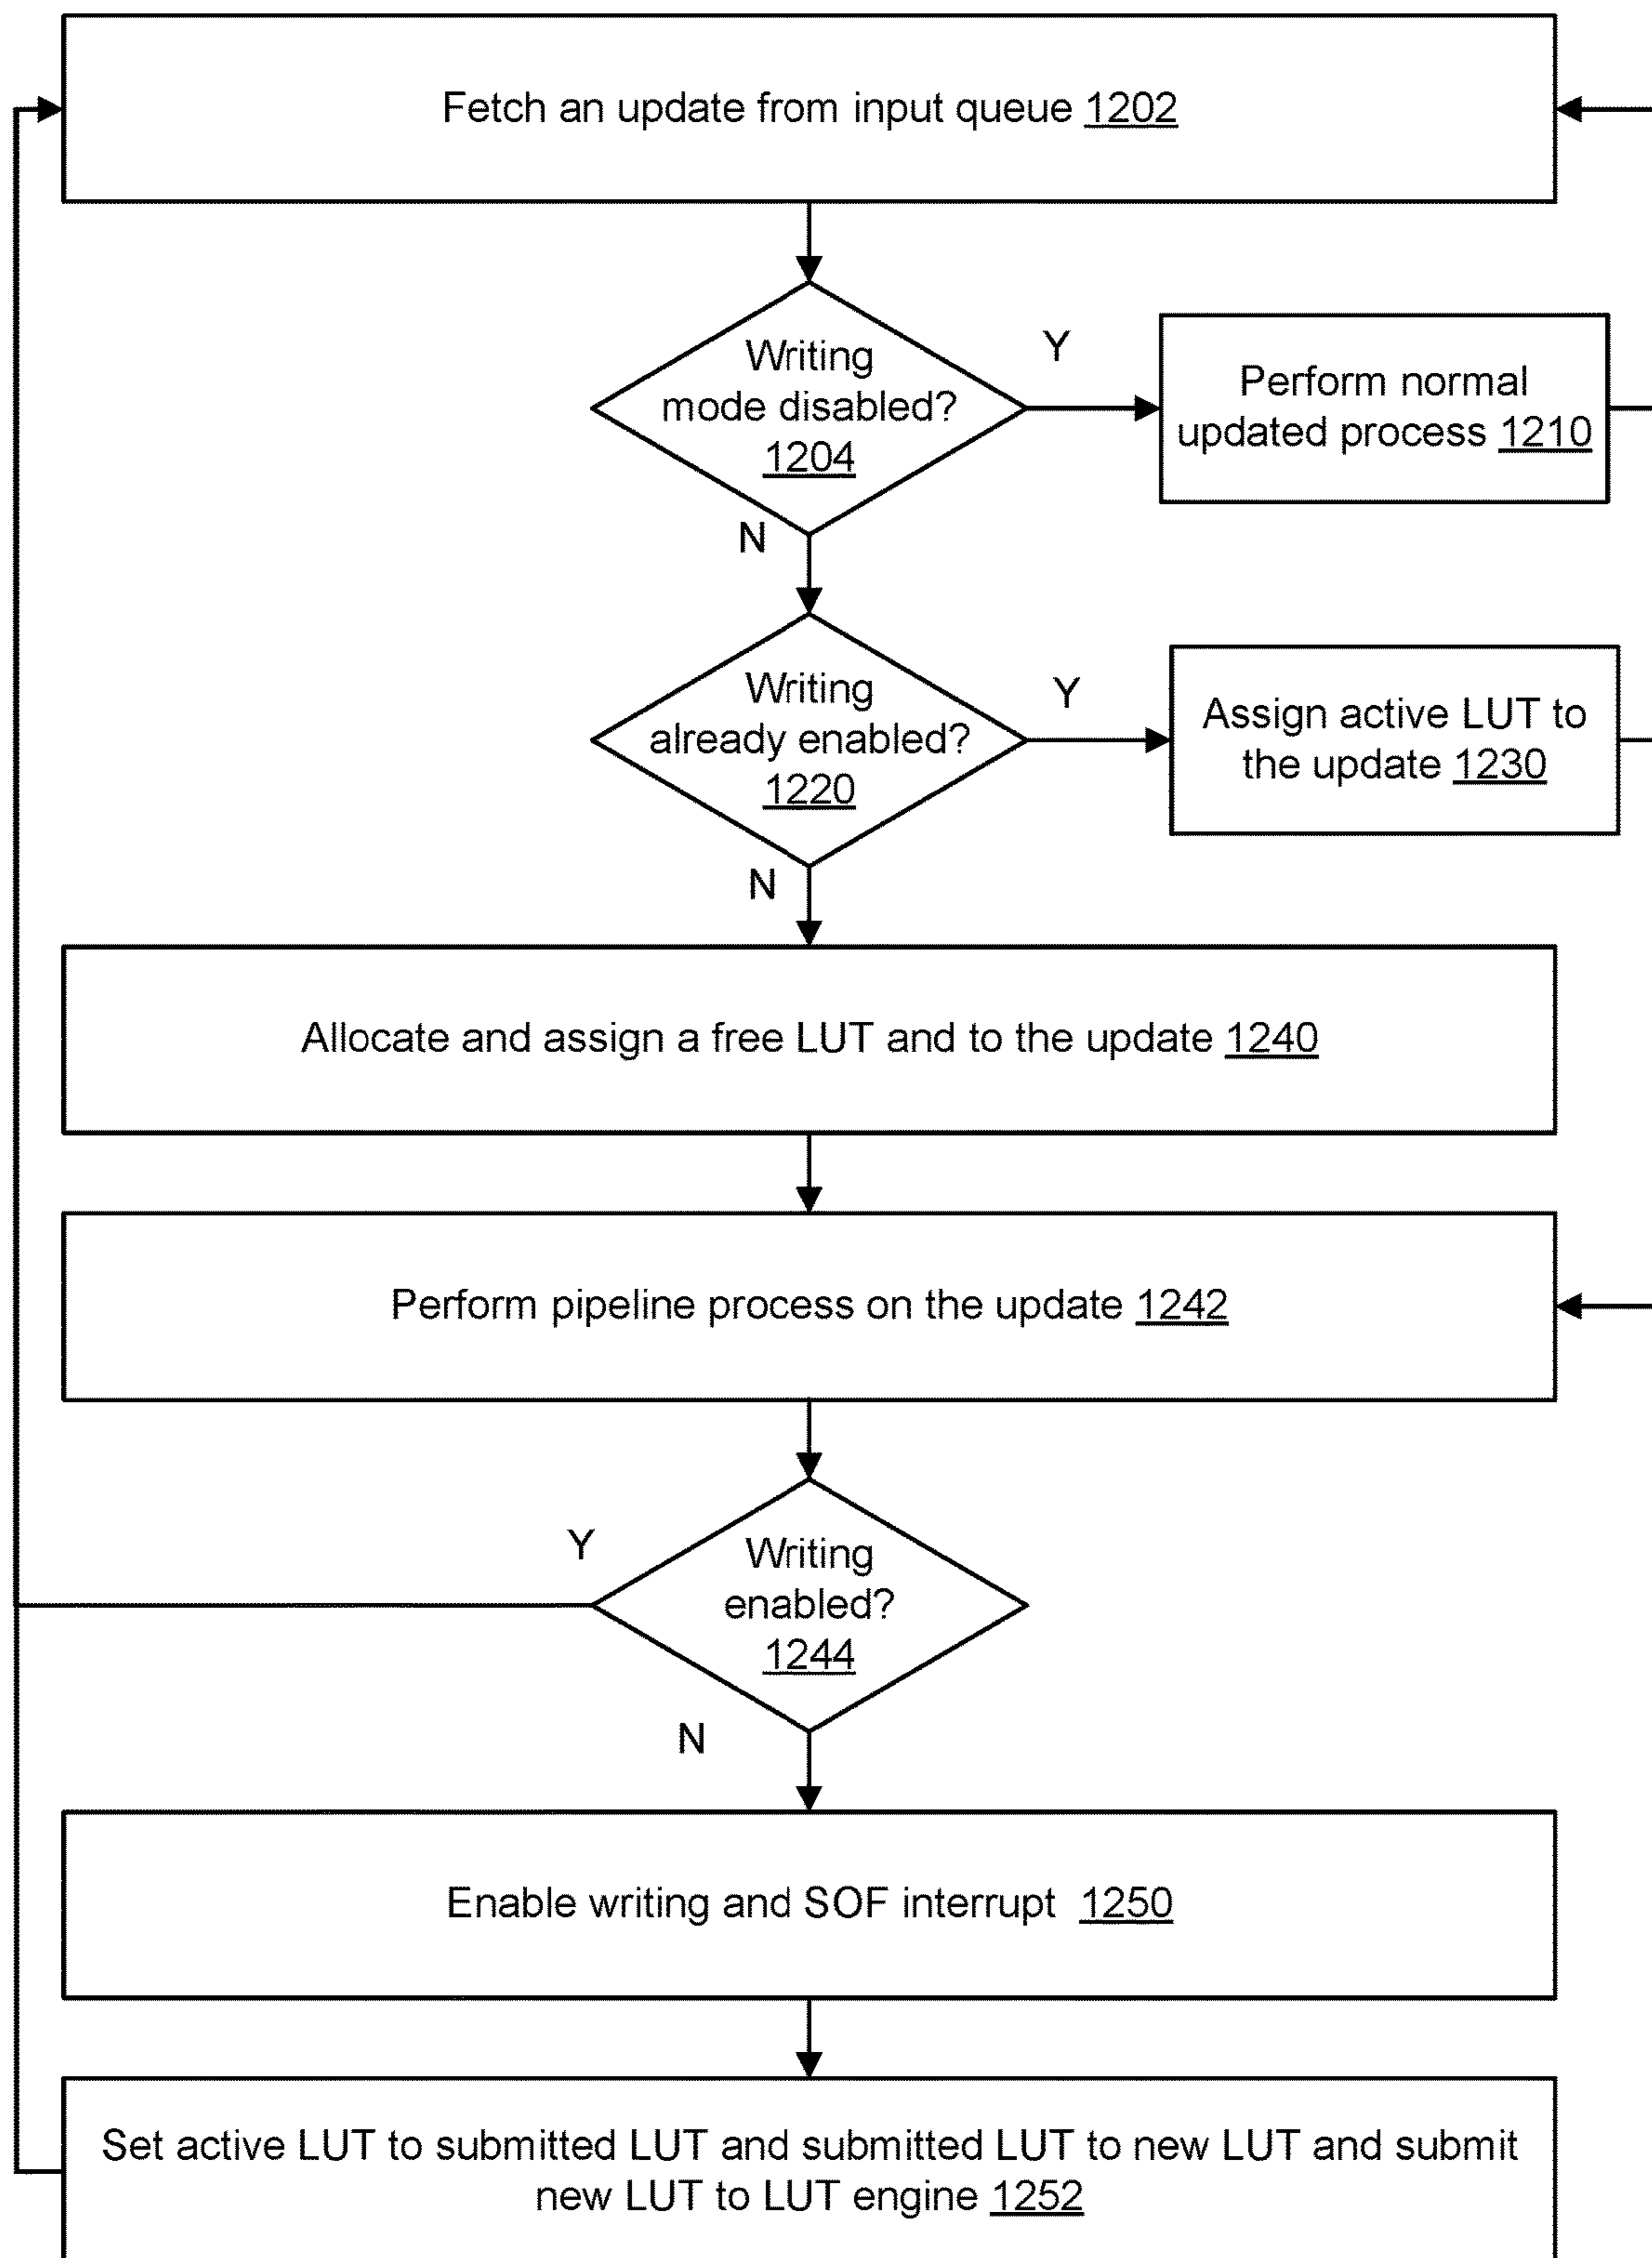 Fetch an update from input queue 1202
Writing
mode disabled?
1204
Y
Perform normal
updated process 1210
N
Writing
already enabled?
1220
Y
Assign active LUT to
the update 1230
N
Allocate and assign a free LUT and to the update 1240
Perform pipeline process on the update 1242
Y
Writing
enabled?
1244
N
Enable writing and SOF interrupt 1250
Set active LUT to submitted LUT and submitted LUT to new LUT and submit
new LUT to LUT engine 1252